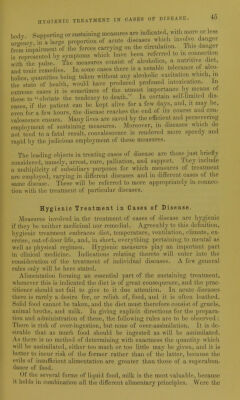 HYGIENIC TREATMENT IN CASES OF DISEASE. 45
body. Supporting or sustaining measures are indicated, with more or less
urgency, in a large proportion of acute diseases which involve danger
from impairment of the forces carrying on the circulation. This danger
is represented by symptoms which have been referred to in connection
with the pulse. The measures consist of alcoholics, a nutritive diet,
and tonic remedies. In some cases there is a notable tolerance of alco-
holics, quantities being taken without any alcoholic excitation which, in
the state of health, would have produced profound intoxication. In
extreme cases it is sometimes of the utmost importance by means of
these to "obviate the tendency to death." In certain self-limited dis-
eases, if the patient can be kept alive for a few days, and, it may be,
even for a few hours, the disease reaches the end of its course and con-
valescence ensues. Many lives are saved by the efficient and persevering
employment of sustaining measures. Moreover, in diseases which do
not tend to a fatal result, convalescence is rendered more speedy and
rapid by the judicious employment of these measures.
The leading objects in treating cases of disease are those just briefly
considered, namely, arrest, cure, palliation, and support. They include
a multiplicity of subsidiary purposes for which measures of treatment
are employed, varying in different diseases and in different cases of the
same disease. These will be referred to more appropriately in connec-
tion with the treatment of particular diseases.
Hygienic Treatment in Cases of Disease.
Measures involved in the treatment of cases of disease are hygienic
if they be neither medicinal nor remedial. Agreeably to this definition,
hygienic treatment embraces diet, temperature, ventilation, climate, ex-
ercise, out-of-door life, and, in short, everything pertaining to mental as
well as physical regimen. Hygienic measures play an important part
in clinical medicine. Indications relating thereto will enter into the
consideration of the treatment of individual diseases. A few general
rules only will be here stated.
Alimentation forming an essential part of the sustaining treatment,
whenever this is indicated the diet is of great consequence, and the prac-
titioner should not fail to give to it due attention. In acute diseases
there is rarely a desire for, or relish of, food, and it is often loathed.
Solid food cannot be taken, and the diet must therefore consist of gruels,
animal broths, and milk. In giving explicit directions for the prepara-
tion and administration of these, the following rules are to be observed:
There is risk of over-ingestion, but none of over-assimilation. It is de-
sirable that as much food should be ingested as will be assimilated.
As there is no method of determining with exactness the quantity which
will be assimilated, either too much or too little may be given, and it is
better to incur risk of the former rather than of the latter, because the
evils of insufficient alimentation are greater than those of a superabun-
dance of food.
Of the several forms of liquid food, milk is the most valuable, because
it holds in combination all the different alimentary principles. Were the